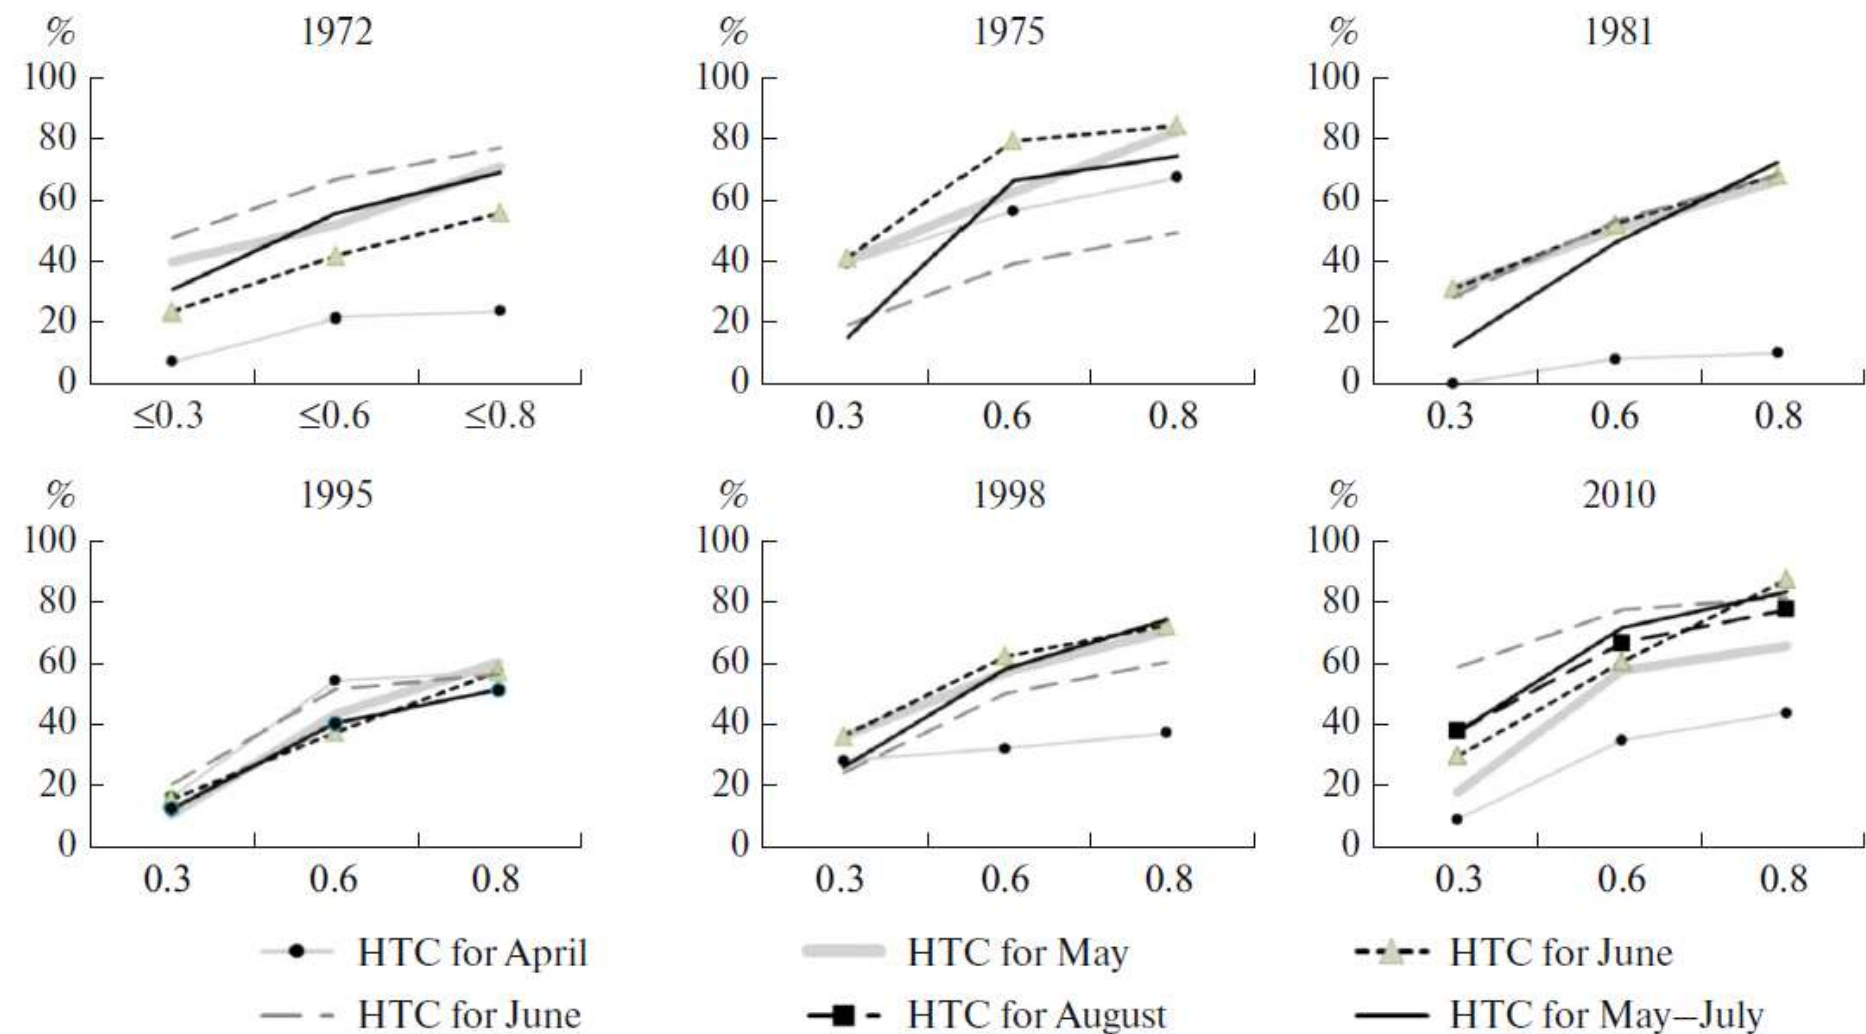 % 1972 % 1975 % 1981
100 100 100
80 80 80
60 60 60
40 40 40
20 20 20
0 0 0
≤0.3 ≤0.6 ≤0.8 0.3 0.6 0.8 0.3 0.6 0.8
% 1995 % 1998 % 2010
100 100 100
80 80 80
60 60 60
40 40 40
20 20 20
0 0 0
0.3 0.6 0.8 0.3 0.6 0.8 0.3 0.6 0.8
HTC for April HTC for May HTC for June
HTC for June HTC for August HTC for May–July